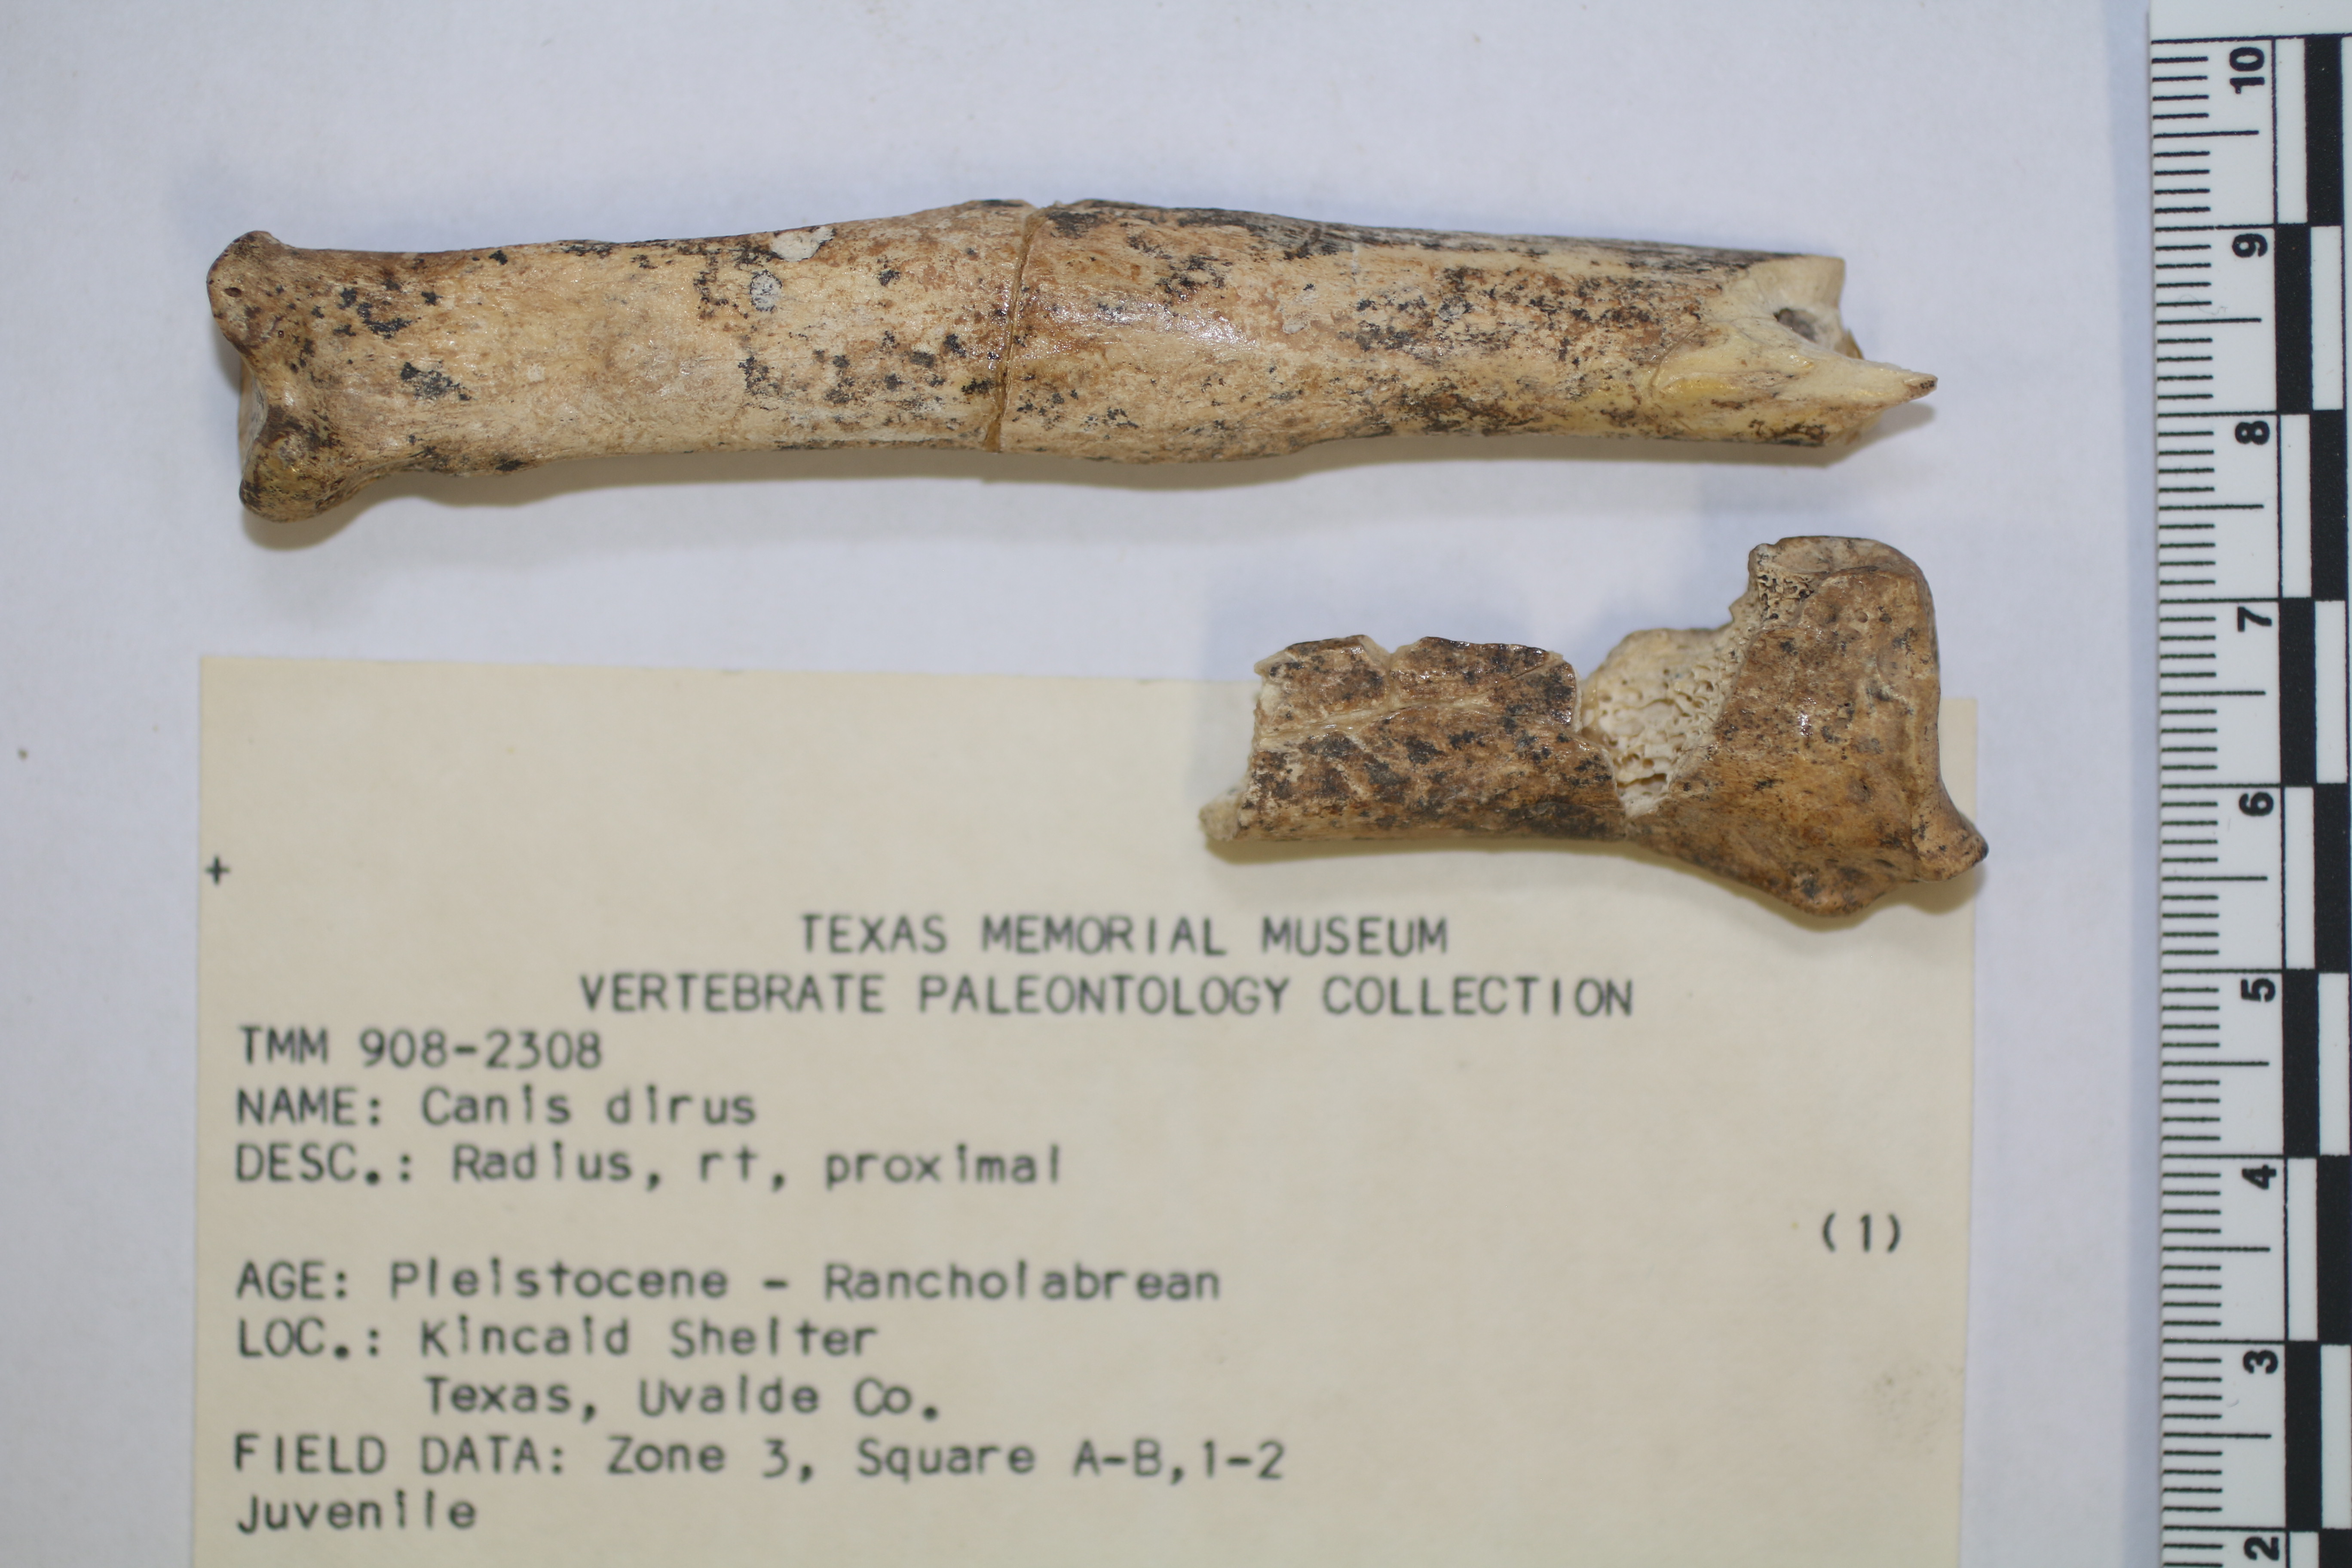 TEXAS MEMORIAL MUSEUM
VERTEBRATE PALEONTOLOGY COLLECTION
TMM 908-2308
NAME: Canis dirus
DESC.: Radius, rt, proximal
(1)
AGE: Pleistocene - Rancholabrean
LOC.: Kincaid Shelter
Texas, Uvalde Co.
FIELD DATA: Zone 3, Square A-B,1-2
Juvenile
10
9
8
7
6
5
4
3
2